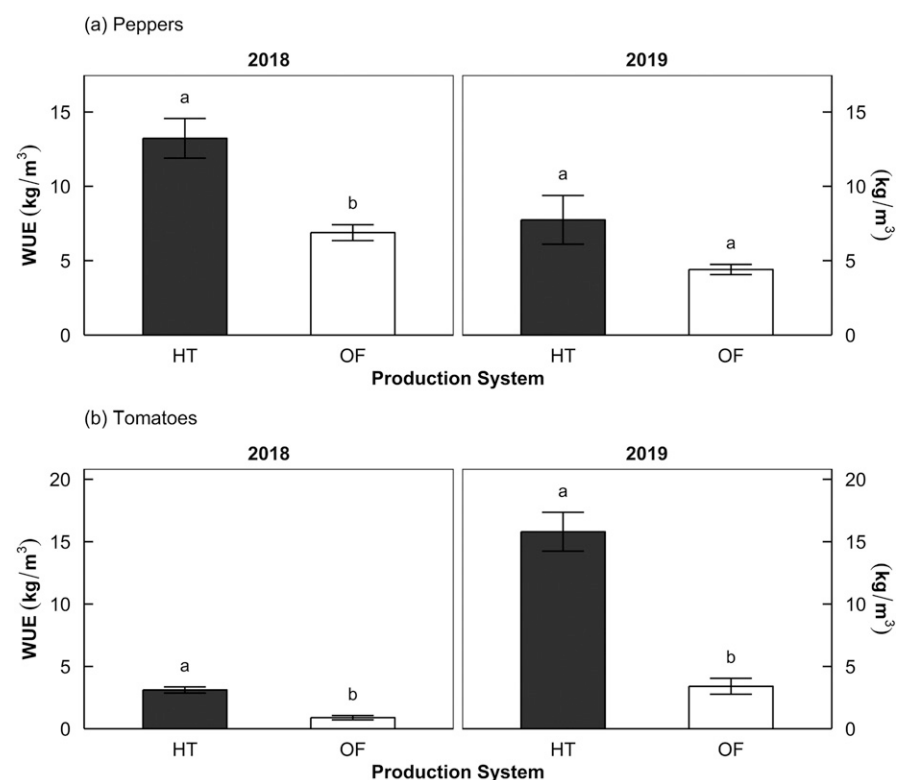 (a) Peppers
2018 2019
WUE (kg/m³)
15
10
5
0
a
b
a
a
15
10
5
0
(kg/m³)
HT OF HT OF
Production System
(b) Tomatoes
2018 2019
WUE (kg/m³)
20
15
10
5
0
a
b
a
b
20
15
10
5
0
(kg/m³)
HT OF HT OF
Production System